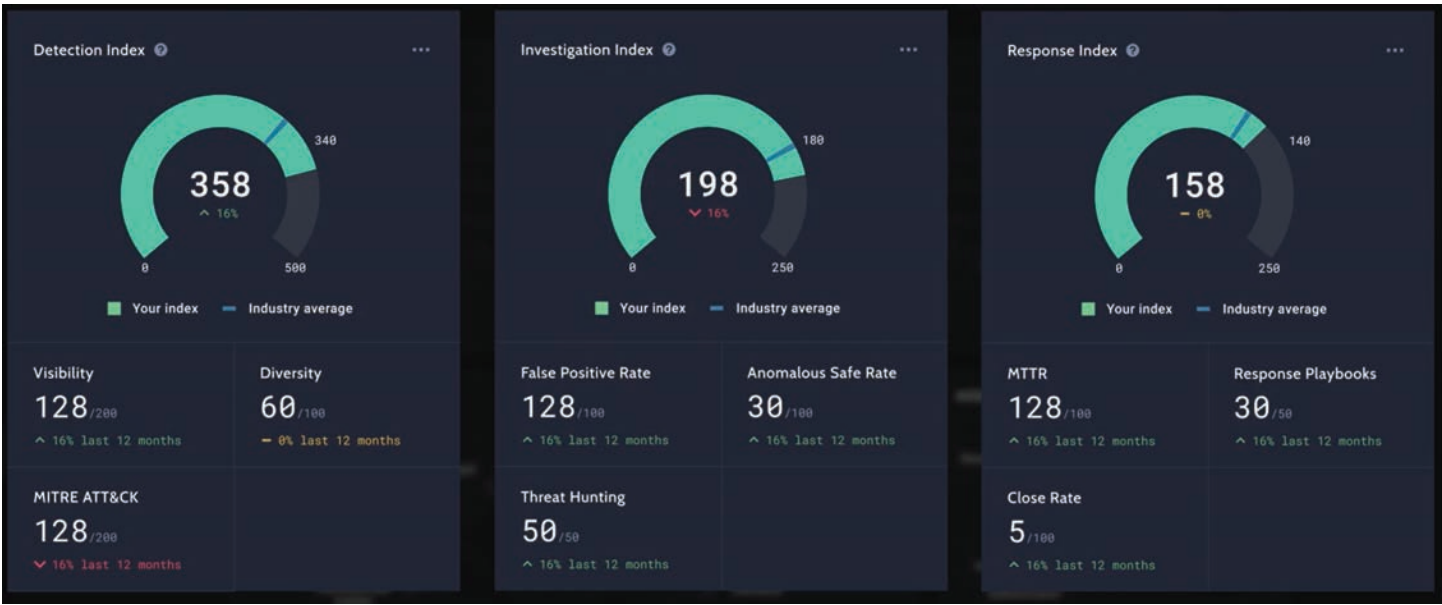 Detection Index ?
...
340
358
^ 16%
0
500
Your index
Industry average
Visibility
128/200
^ 16% last 12 months
Diversity
60/100
– 0% last 12 months
MITRE ATT&CK
128/200
v 16% last 12 months
Investigation Index ?
...
180
198
v 16%
0
250
Your index
Industry average
False Positive Rate
128/100
^ 16% last 12 months
Anomalous Safe Rate
30/100
^ 16% last 12 months
Threat Hunting
50/50
^ 16% last 12 months
Response Index ?
...
140
158
– 0%
0
250
Your index
Industry average
MTTR
128/100
^ 16% last 12 months
Response Playbooks
30/50
^ 16% last 12 months
Close Rate
5/100
^ 16% last 12 months